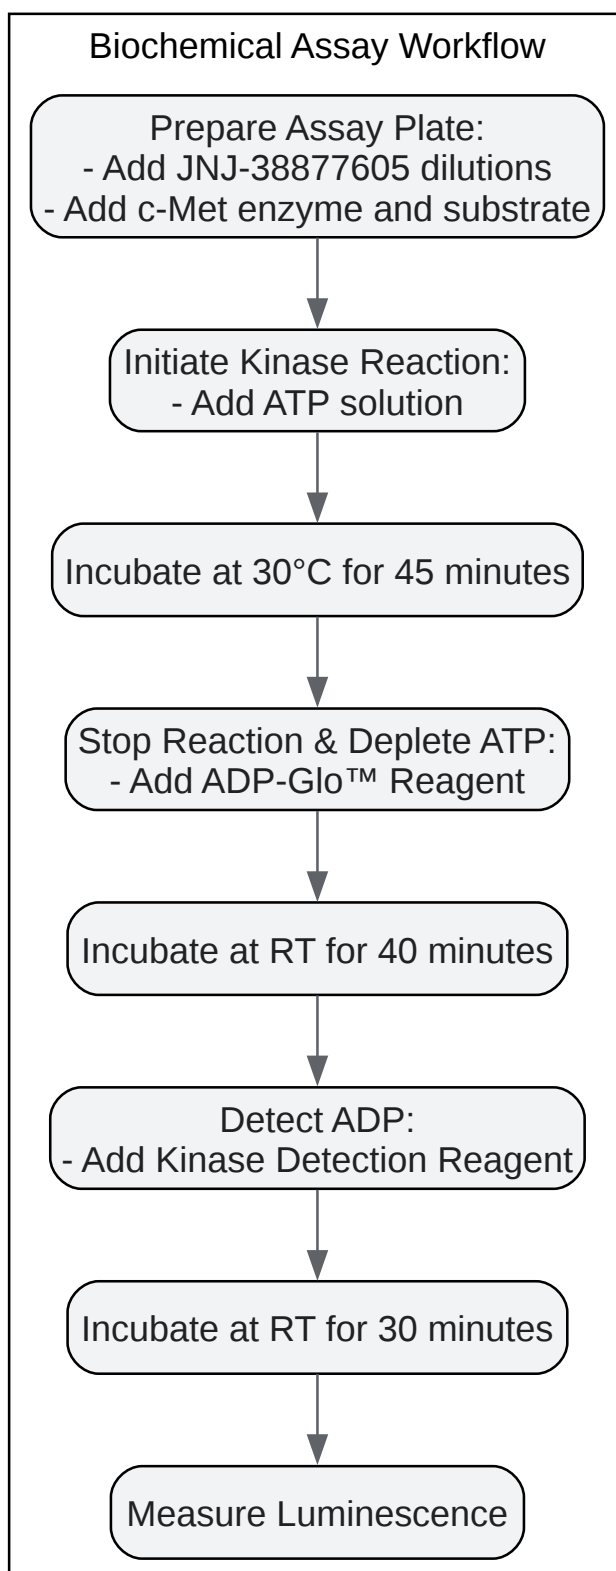 Biochemical Assay Workflow
Prepare Assay Plate:
- Add JNJ-38877605 dilutions
- Add c-Met enzyme and substrate
Initiate Kinase Reaction:
- Add ATP solution
Incubate at 30°C for 45 minutes
Stop Reaction & Deplete ATP:
- Add ADP-Glo™ Reagent
Incubate at RT for 40 minutes
Detect ADP:
- Add Kinase Detection Reagent
Incubate at RT for 30 minutes
Measure Luminescence